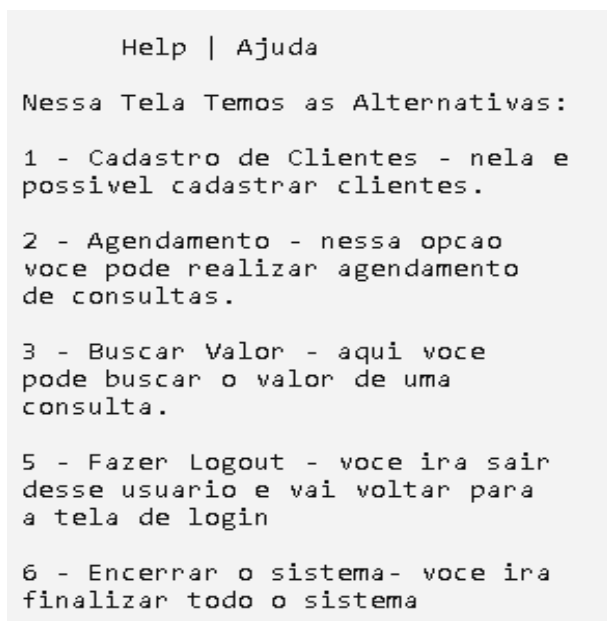 Help | Ajuda
Nessa Tela Temos as Alternativas:
1 - Cadastro de Clientes - nela e
possivel cadastrar clientes.
2 - Agendamento - nessa opcao
voce pode realizar agendamento
de consultas.
3 - Buscar Valor - aqui voce
pode buscar o valor de uma
consulta.
5 - Fazer Logout - voce ira sair
desse usuario e vai voltar para
a tela de login
6 - Encerrar o sistema- voce ira
finalizar todo o sistema